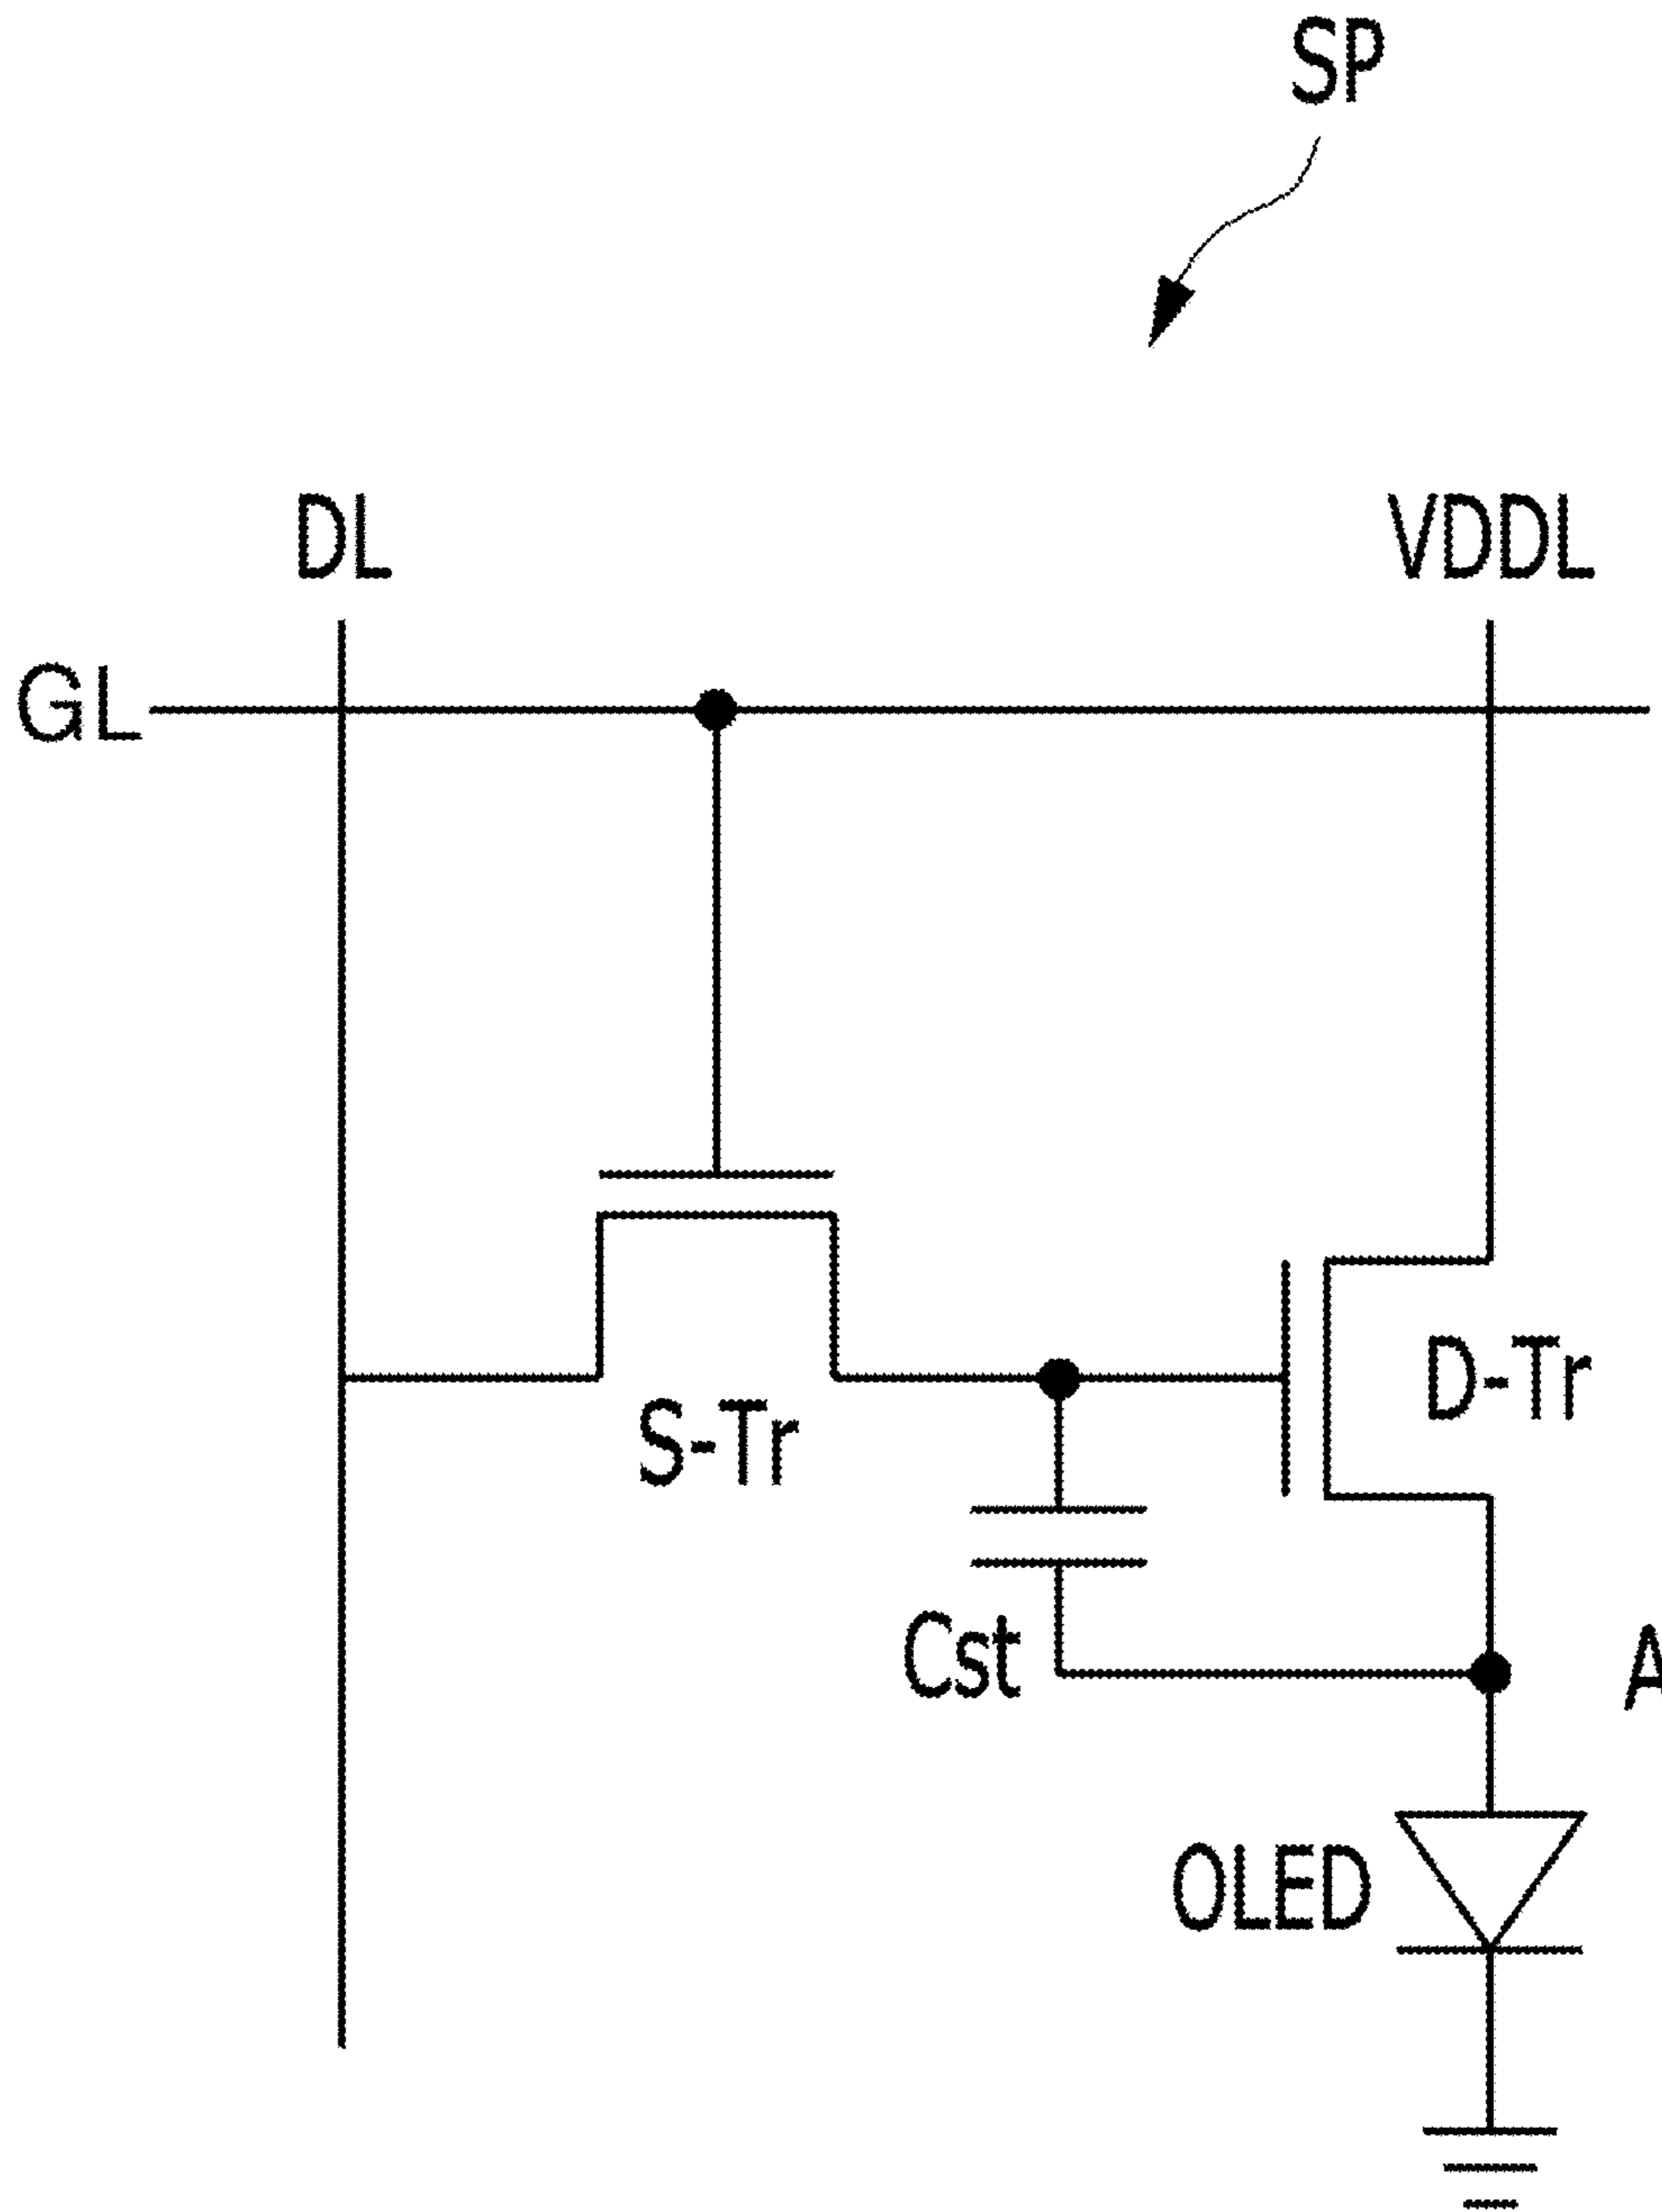 SP
DL
VDDL
GL
D-Tr
S-Tr
Cst
A
OLED